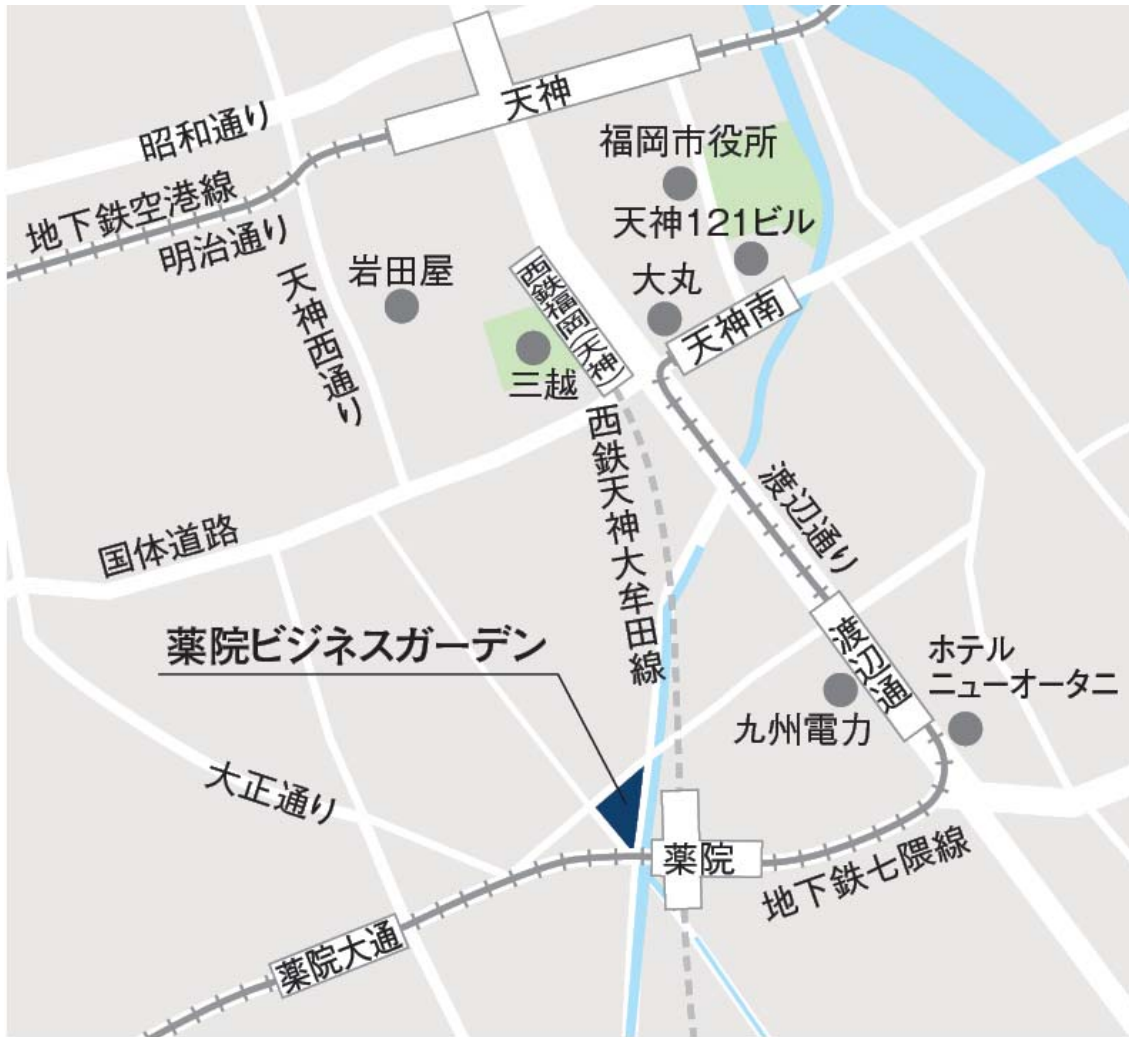 天神
昭和通り
福岡市役所
地下鉄空港線
明治通り
天神121ビル
岩田屋
西鉄福岡(天神)
大丸
天神南
天神西通り
三越
西鉄天神大牟田線
渡辺通り
国体道路
薬院ビジネスガーデン
渡辺通
ホテル
ニューオータニ
九州電力
大正通り
薬院
地下鉄七隈線
薬院大通